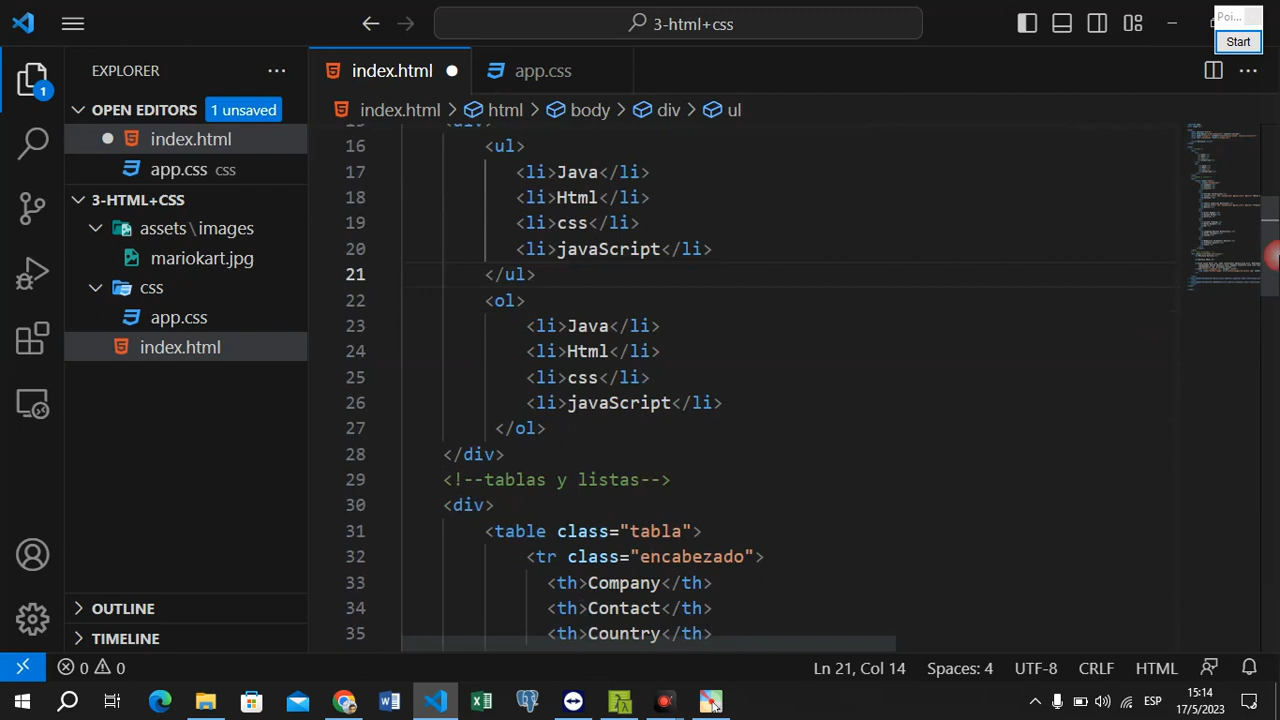 3-html+css
Poi...
Start
EXPLORER
index.html
app.css
OPEN EDITORS 1 unsaved
index.html > html > body > div > ul
index.html
app.css css
3-HTML+CSS
assets\images
mariokart.jpg
css
app.css
index.html
OUTLINE
TIMELINE
16 <ul>
17 <li>Java</li>
18 <li>Html</li>
19 <li>css</li>
20 <li>javaScript</li>
21 </ul>
22 <ol>
23 <li>Java</li>
24 <li>Html</li>
25 <li>css</li>
26 <li>javaScript</li>
27 </ol>
28 </div>
29 <!--tablas y listas-->
30 <div>
31 <table class="tabla">
32 <tr class="encabezado">
33 <th>Company</th>
34 <th>Contact</th>
35 <th>Country</th>
0 0 Ln 21, Col 14 Spaces: 4 UTF-8 CRLF HTML
ESP
15:14
17/5/2023